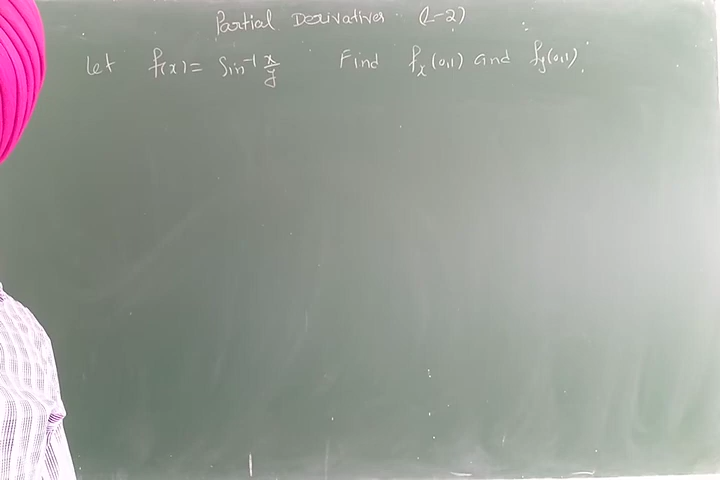 Partial Derivatives (L-2)
Let f(x) = Sin⁻¹ x/y Find fx(0,1) and fy(0,1).